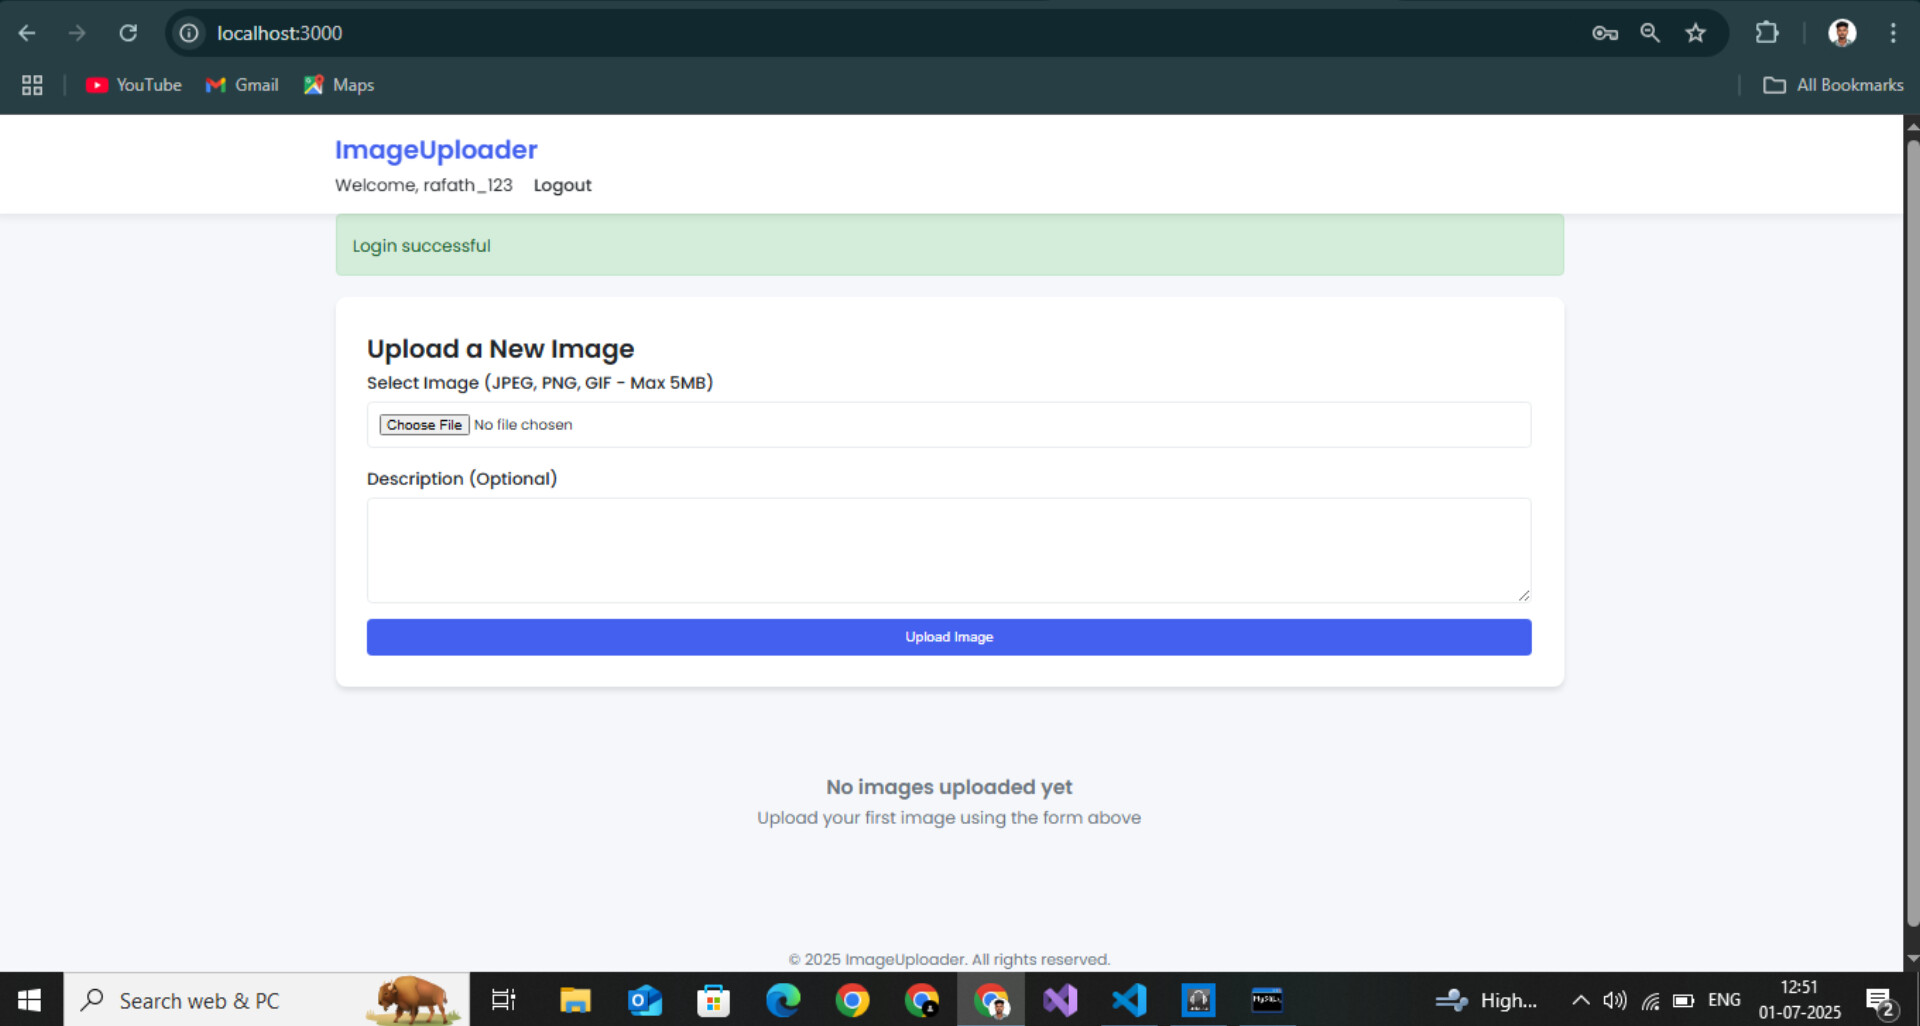 localhost:3000
YouTube Gmail Maps All Bookmarks
ImageUploader
Welcome, rafath_123 Logout
Login successful
Upload a New Image
Select Image (JPEG, PNG, GIF - Max 5MB)
Choose File No file chosen
Description (Optional)
Upload Image
No images uploaded yet
Upload your first image using the form above
© 2025 ImageUploader. All rights reserved.
Search web & PC
High...
ENG
12:51
01-07-2025
2